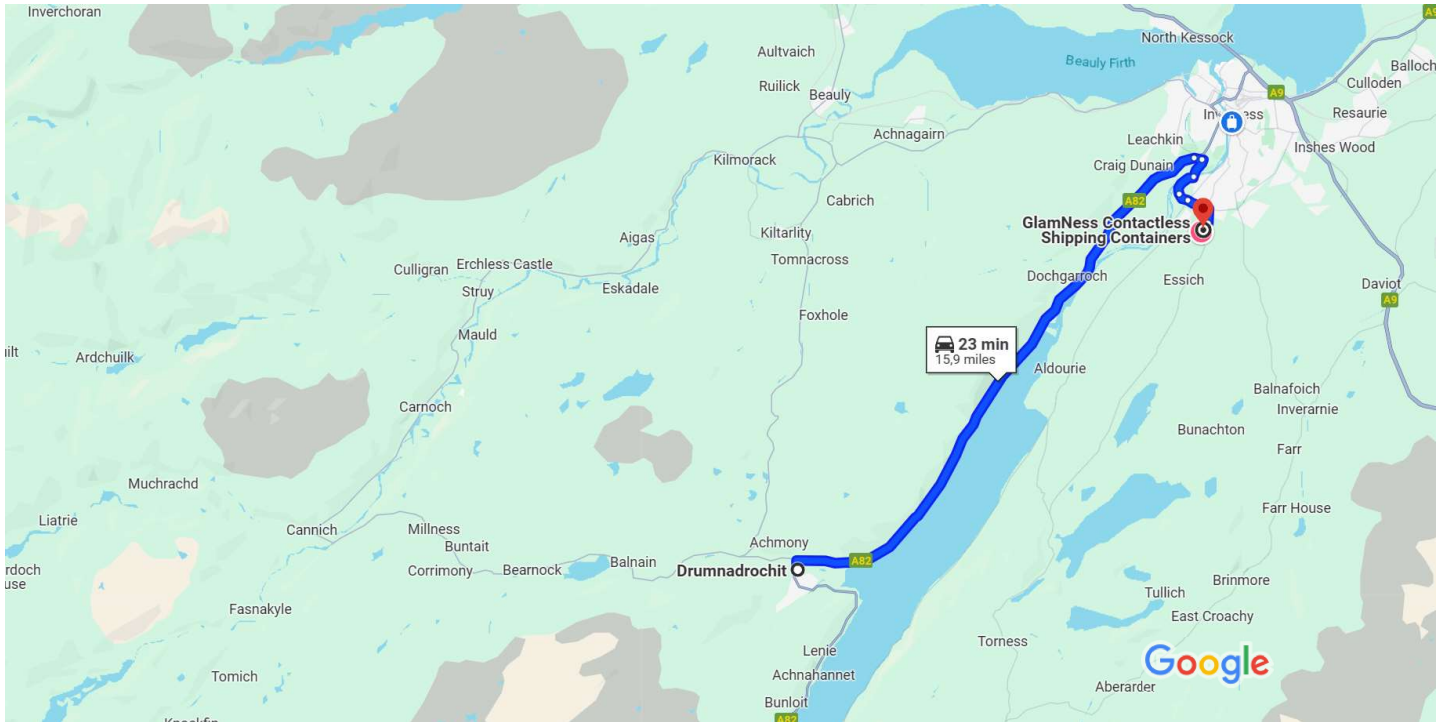 Inverchoran
A9
North Kessock
Aultvaich
Beauly Firth
Balloch
Ruilick
Beauly
A9
Culloden
Resaurie
Achnagairn
Leachkin
Inshes Wood
Kilmorack
Craig Dunain
A82
Cabrich
GlamNess Contactless
Shipping Containers
Kiltarlity
Aigas
Tomnacross
Erchless Castle
Culligran
Dochgarroch
Essich
Daviot
Struy
Eskadale
A9
Foxhole
Mauld
23 min
15,9 miles
Ardchuilk
Aldourie
Balnafoich
Carnoch
Inverarnie
Bunachton
Farr
Muchrachd
Farr House
Liatrie
Cannich
Millness
Achmony
Buntait
Balnain
A82
Corrimony
Bearnock
Drumnadrochit
Brinmore
Tullich
Fasnakyle
East Croachy
Torness
Lenie
Google
Tomich
Achnahannet
Aberarder
Bunloit
A82